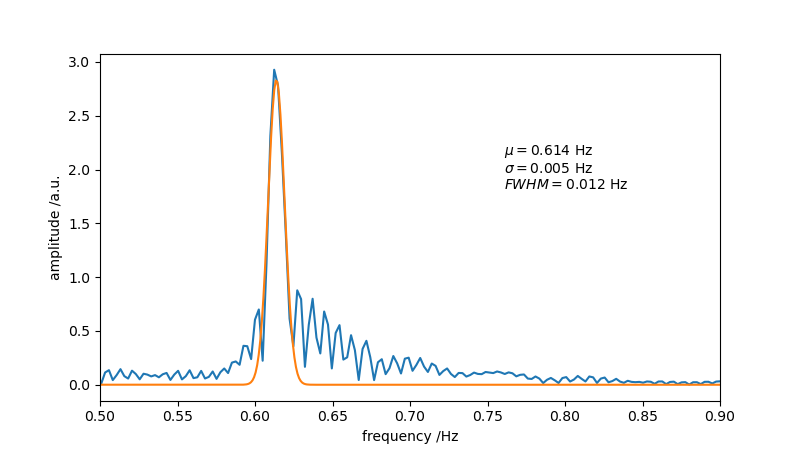 3.0
2.5
2.0
1.5
1.0
0.5
0.0
amplitude /a.u.
μ = 0.614 Hz
σ = 0.005 Hz
FWHM = 0.012 Hz
0.50 0.55 0.60 0.65 0.70 0.75 0.80 0.85 0.90
frequency /Hz